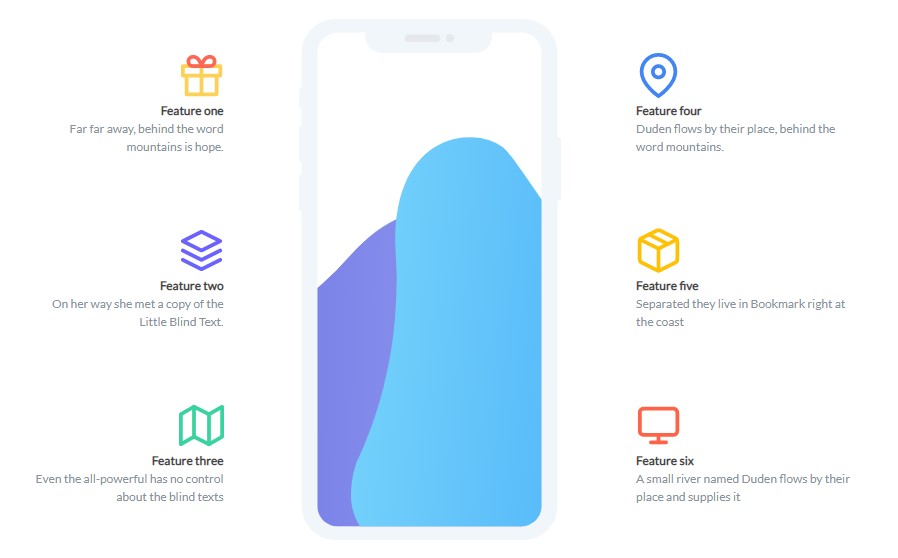 Feature one
Far far away, behind the word
mountains is hope.
Feature two
On her way she met a copy of the
Little Blind Text.
Feature three
Even the all-powerful has no control
about the blind texts
Feature four
Duden flows by their place, behind the
word mountains.
Feature five
Separated they live in Bookmark right at
the coast
Feature six
A small river named Duden flows by their
place and supplies it